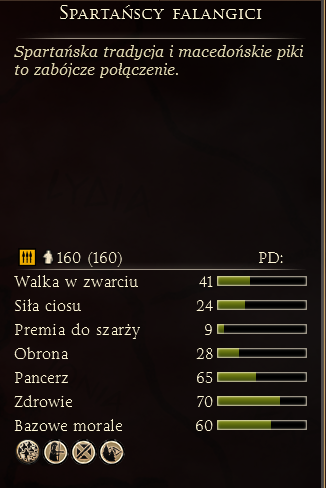 Spartańscy falangici
Spartańska tradycja i macedońskie piki
to zabójcze połączenie.
160 (160) PD:
Walka w zwarciu 41
Siła ciosu 24
Premia do szarży 9
Obrona 28
Pancerz 65
Zdrowie 70
Bazowe morale 60